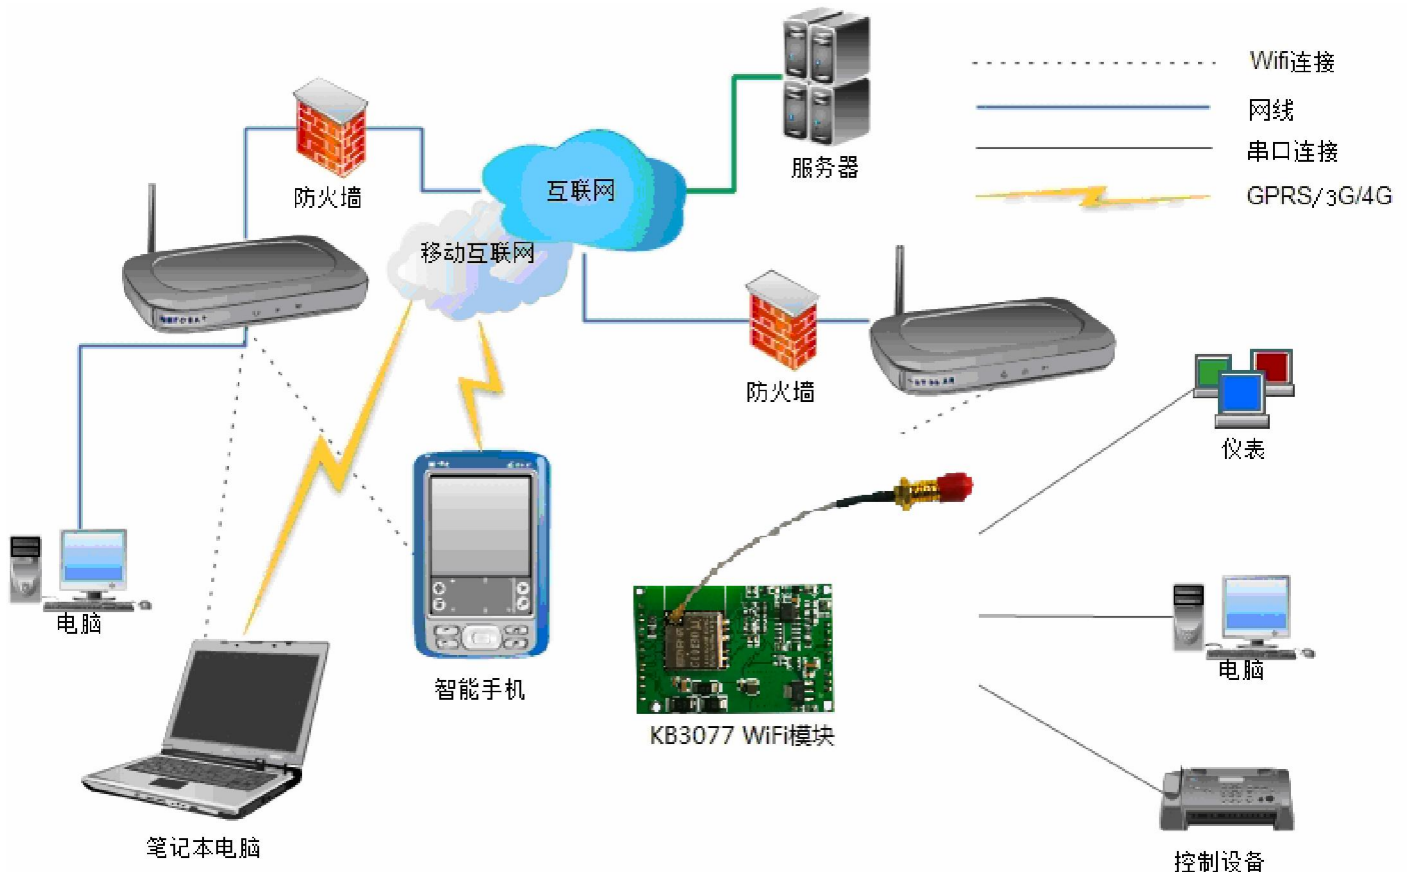 Wifi连接
网线
串口连接
GPRS/3G/4G
服务器
防火墙
互联网
移动互联网
防火墙
仪表
电脑
电脑
智能手机
KB3077 WiFi模块
笔记本电脑
控制设备